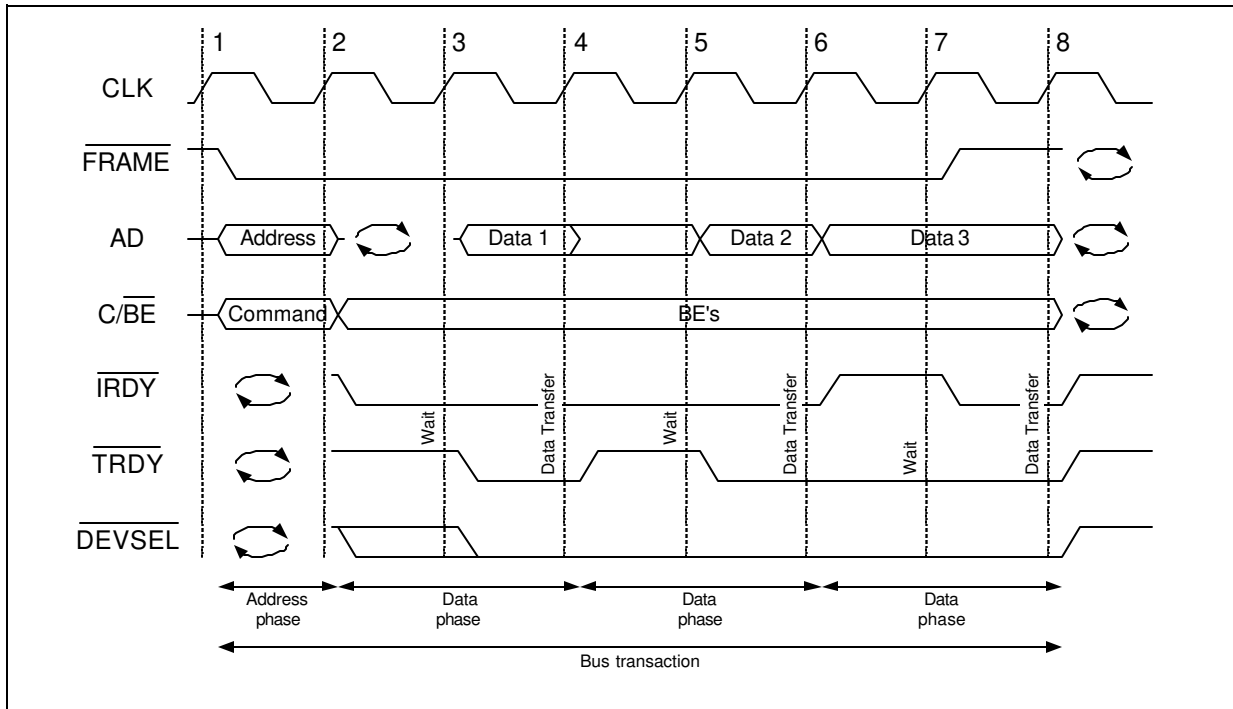 1 2 3 4 5 6 7 8
CLK
FRAME
AD Address Data 1 Data 2 Data 3
C/BE Command BE's
IRDY
Wait Data Transfer Wait Data Transfer Wait Data Transfer
TRDY
DEVSEL
Address phase
Data phase
Data phase
Data phase
Bus transaction